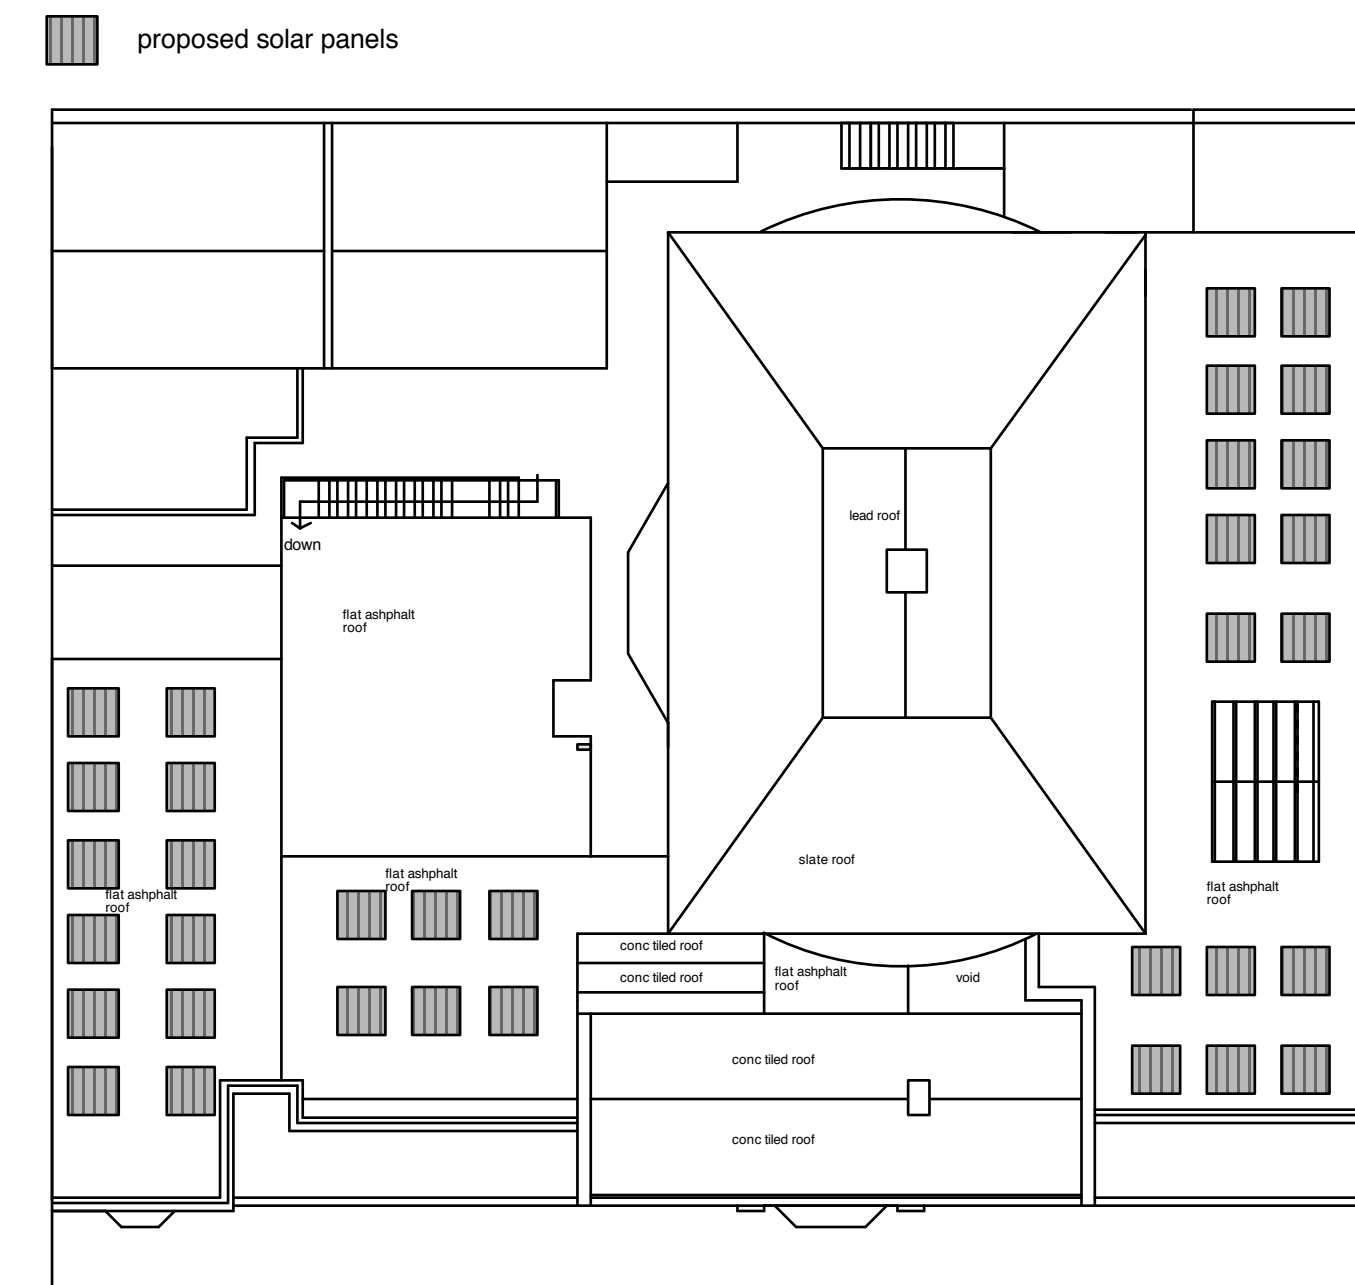 proposed solar panels
lead roof
down
flat ashphalt
roof
slate roof
flat ashphalt
roof
flat ashphalt
roof
flat ashphalt
roof
conc tiled roof
conc tiled roof
flat ashphalt
roof
void
conc tiled roof
conc tiled roof